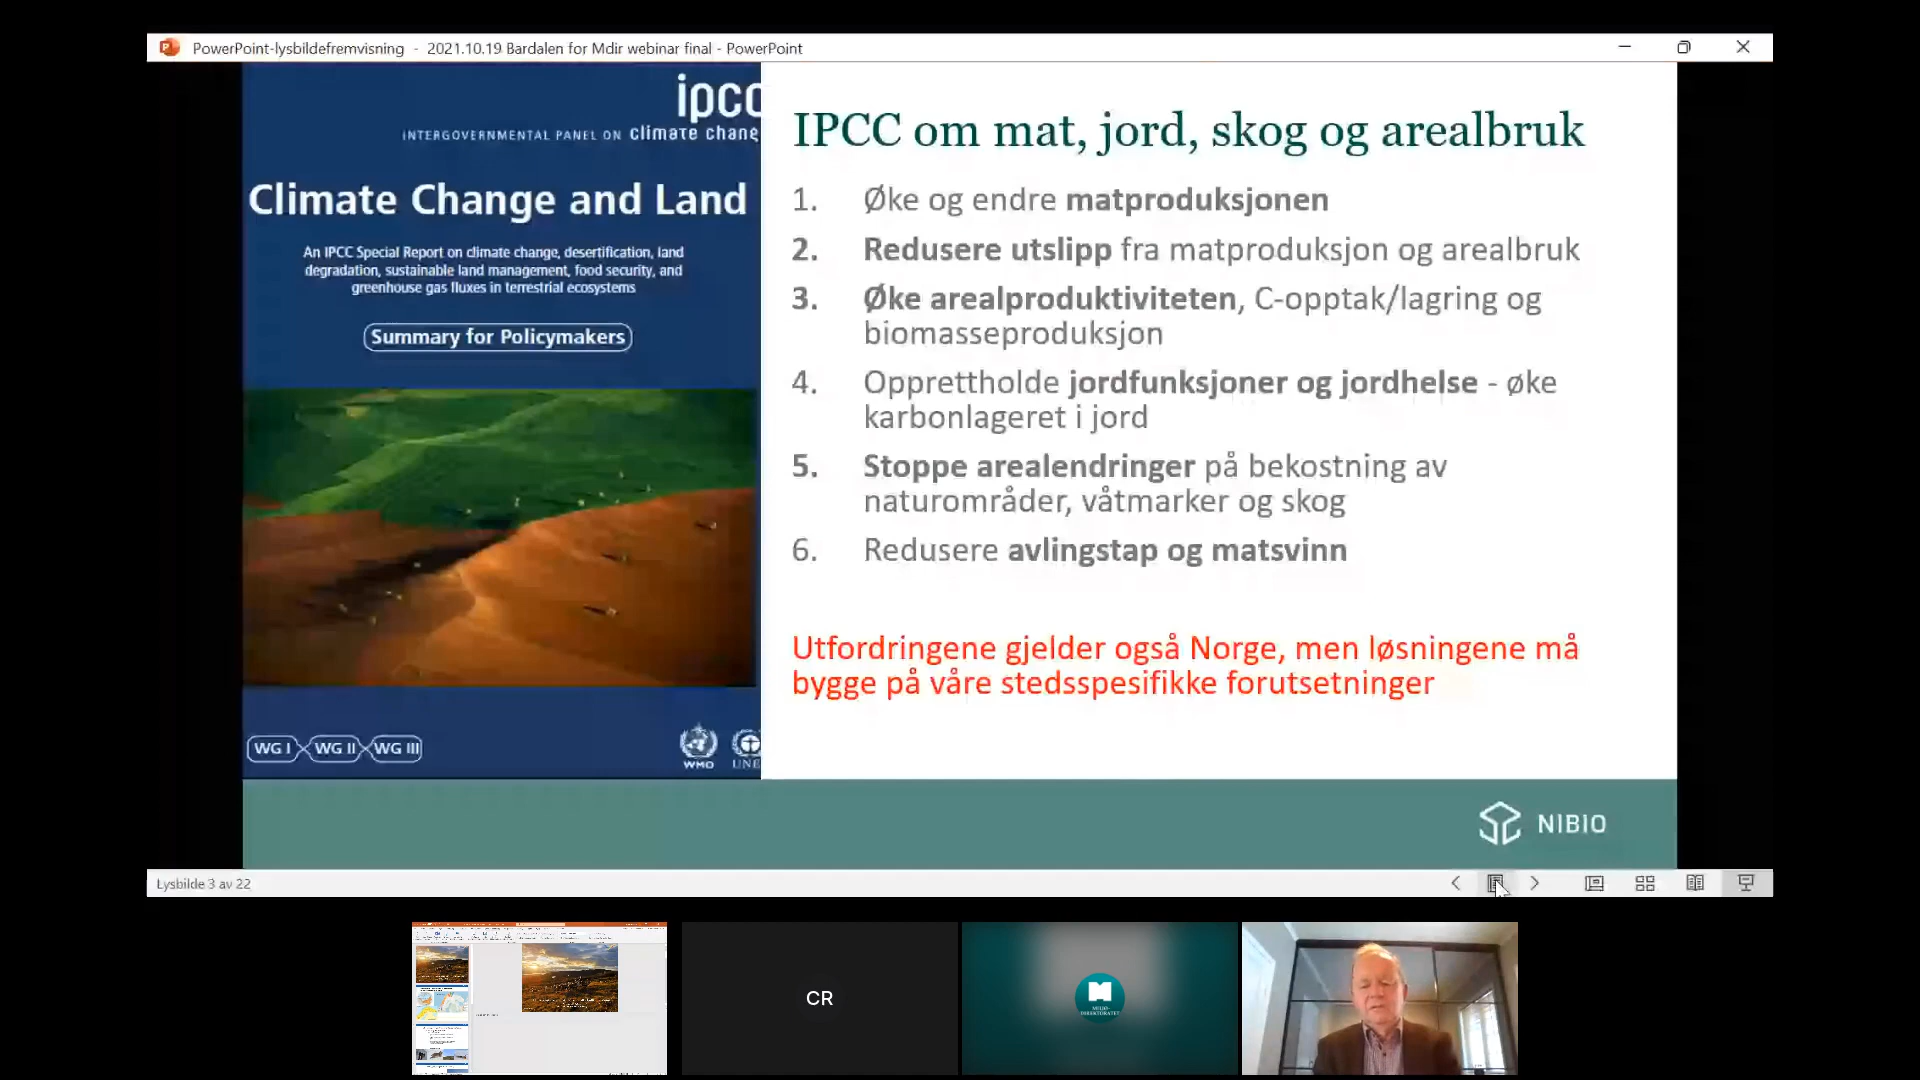 PowerPoint-lysbildefremvisning - 2021.10.19 Bardalen for Mdir webinar final - PowerPoint
ipcc
INTERGOVERNMENTAL PANEL ON climate chang
Climate Change and Land
An IPCC Special Report on climate change, desertification, land
degradation, sustainable land management, food security, and
greenhouse gas fluxes in terrestrial ecosystems
Summary for Policymakers
WG I WG II WG III
WMO UNE
IPCC om mat, jord, skog og arealbruk
1. Øke og endre matproduksjonen
2. Redusere utslipp fra matproduksjon og arealbruk
3. Øke arealproduktiviteten, C-opptak/lagring og
biomasseproduksjon
4. Opprettholde jordfunksjoner og jordhelse - øke
karbonlageret i jord
5. Stoppe arealendringer på bekostning av
naturområder, våtmarker og skog
6. Redusere avlingstap og matsvinn
Utfordringene gjelder også Norge, men løsningene må
bygge på våre stedsspesifikke forutsetninger
NIBIO
Lysbilde 3 av 22
CR